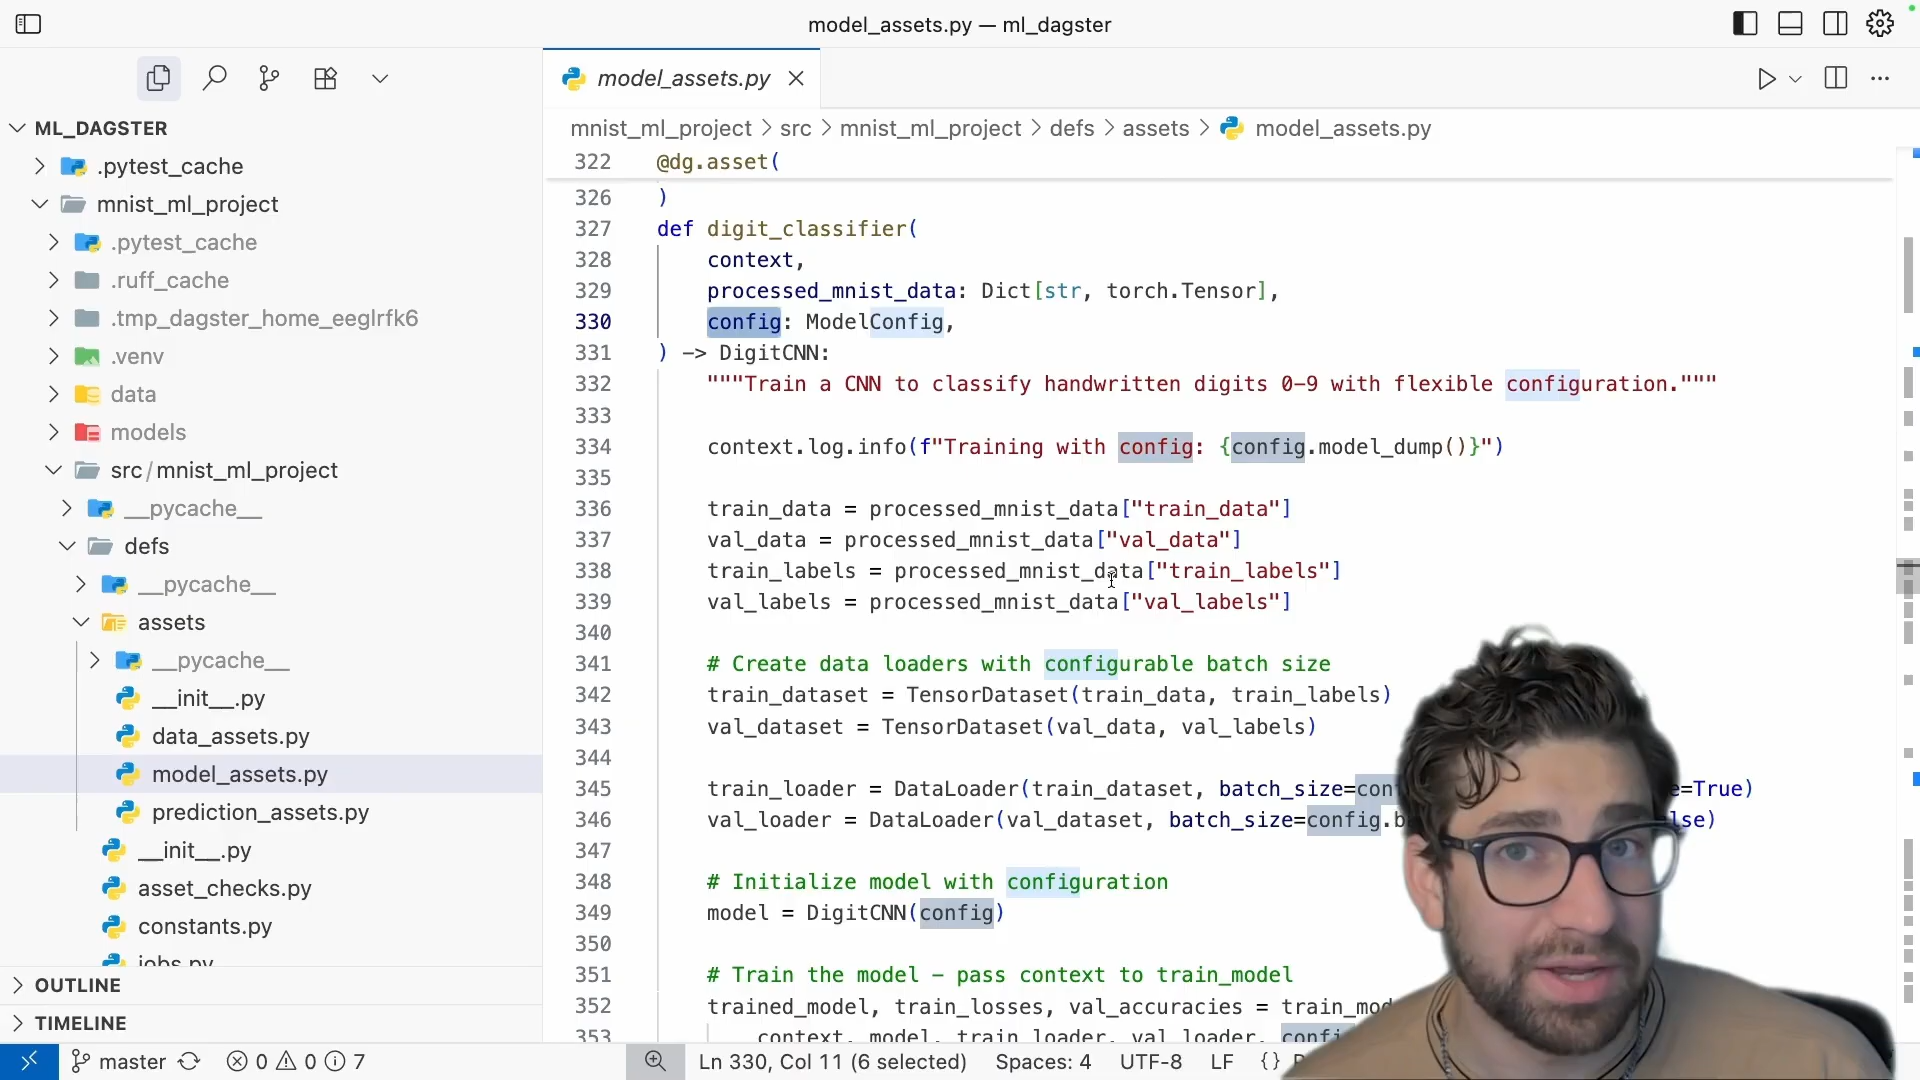 model_assets.py — ml_dagster
ML_DAGSTER
.pytest_cache
mnist_ml_project
.pytest_cache
.ruff_cache
.tmp_dagster_home_eeglrfk6
.venv
data
models
src/mnist_ml_project
__pycache__
defs
__pycache__
assets
__pycache__
__init__.py
data_assets.py
model_assets.py
prediction_assets.py
__init__.py
asset_checks.py
constants.py
jobs.py
OUTLINE
TIMELINE
model_assets.py
mnist_ml_project > src > mnist_ml_project > defs > assets > model_assets.py
322 @dg.asset(
326 )
327 def digit_classifier(
328 context,
329 processed_mnist_data: Dict[str, torch.Tensor],
330 config: ModelConfig,
331 ) -> DigitCNN:
332 """Train a CNN to classify handwritten digits 0-9 with flexible configuration."""
333
334 context.log.info(f"Training with config: {config.model_dump()}")
335
336 train_data = processed_mnist_data["train_data"]
337 val_data = processed_mnist_data["val_data"]
338 train_labels = processed_mnist_data["train_labels"]
339 val_labels = processed_mnist_data["val_labels"]
340
341 # Create data loaders with configurable batch size
342 train_dataset = TensorDataset(train_data, train_labels)
343 val_dataset = TensorDataset(val_data, val_labels)
344
345 train_loader = DataLoader(train_dataset, batch_size=conf e=True)
346 val_loader = DataLoader(val_dataset, batch_size=config.b lse)
347
348 # Initialize model with configuration
349 model = DigitCNN(config)
350
351 # Train the model - pass context to train_model
352 trained_model, train_losses, val_accuracies = train_mod
353 context, model, train_loader, val_loader, confi
master 0 0 7 Ln 330, Col 11 (6 selected) Spaces: 4 UTF-8 LF {}